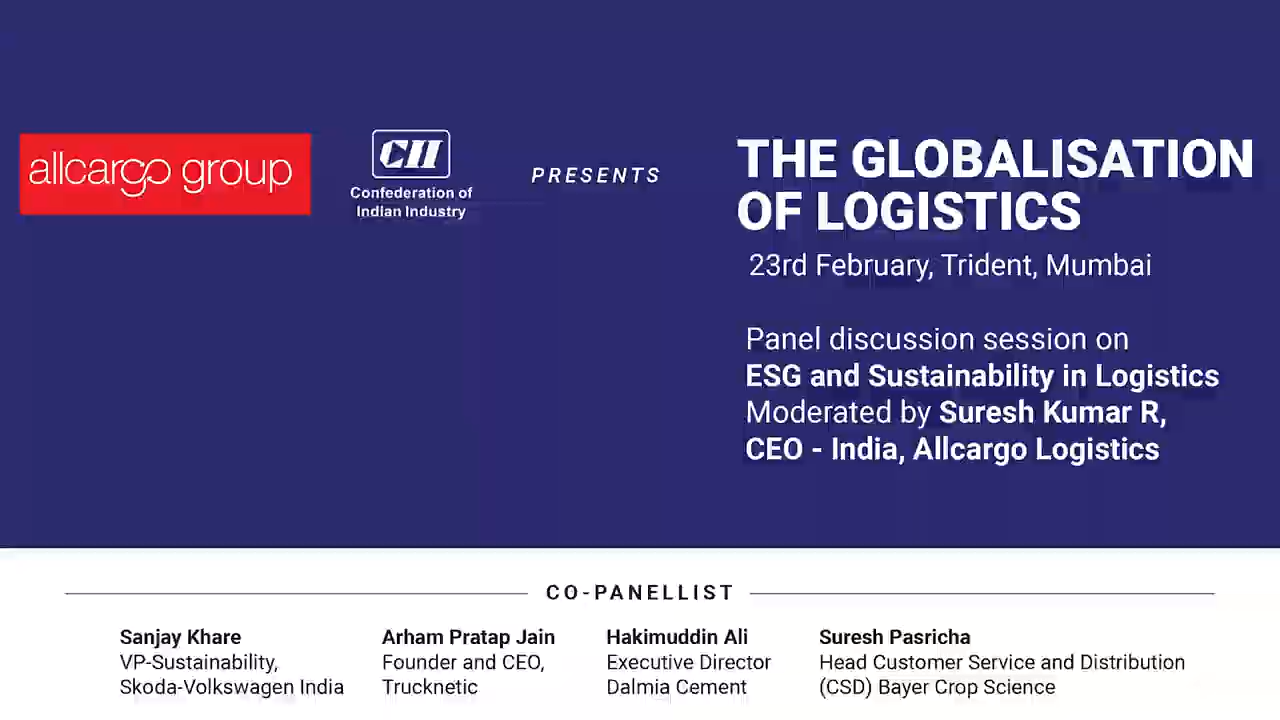 allcargo group
CII
Confederation of
Indian Industry
PRESENTS
THE GLOBALISATION
OF LOGISTICS
23rd February, Trident, Mumbai
Panel discussion session on
ESG and Sustainability in Logistics
Moderated by Suresh Kumar R,
CEO - India, Allcargo Logistics
CO-PANELLIST
Sanjay Khare
VP-Sustainability,
Skoda-Volkswagen India
Arham Pratap Jain
Founder and CEO,
Trucknetic
Hakimuddin Ali
Executive Director
Dalmia Cement
Suresh Pasricha
Head Customer Service and Distribution
(CSD) Bayer Crop Science